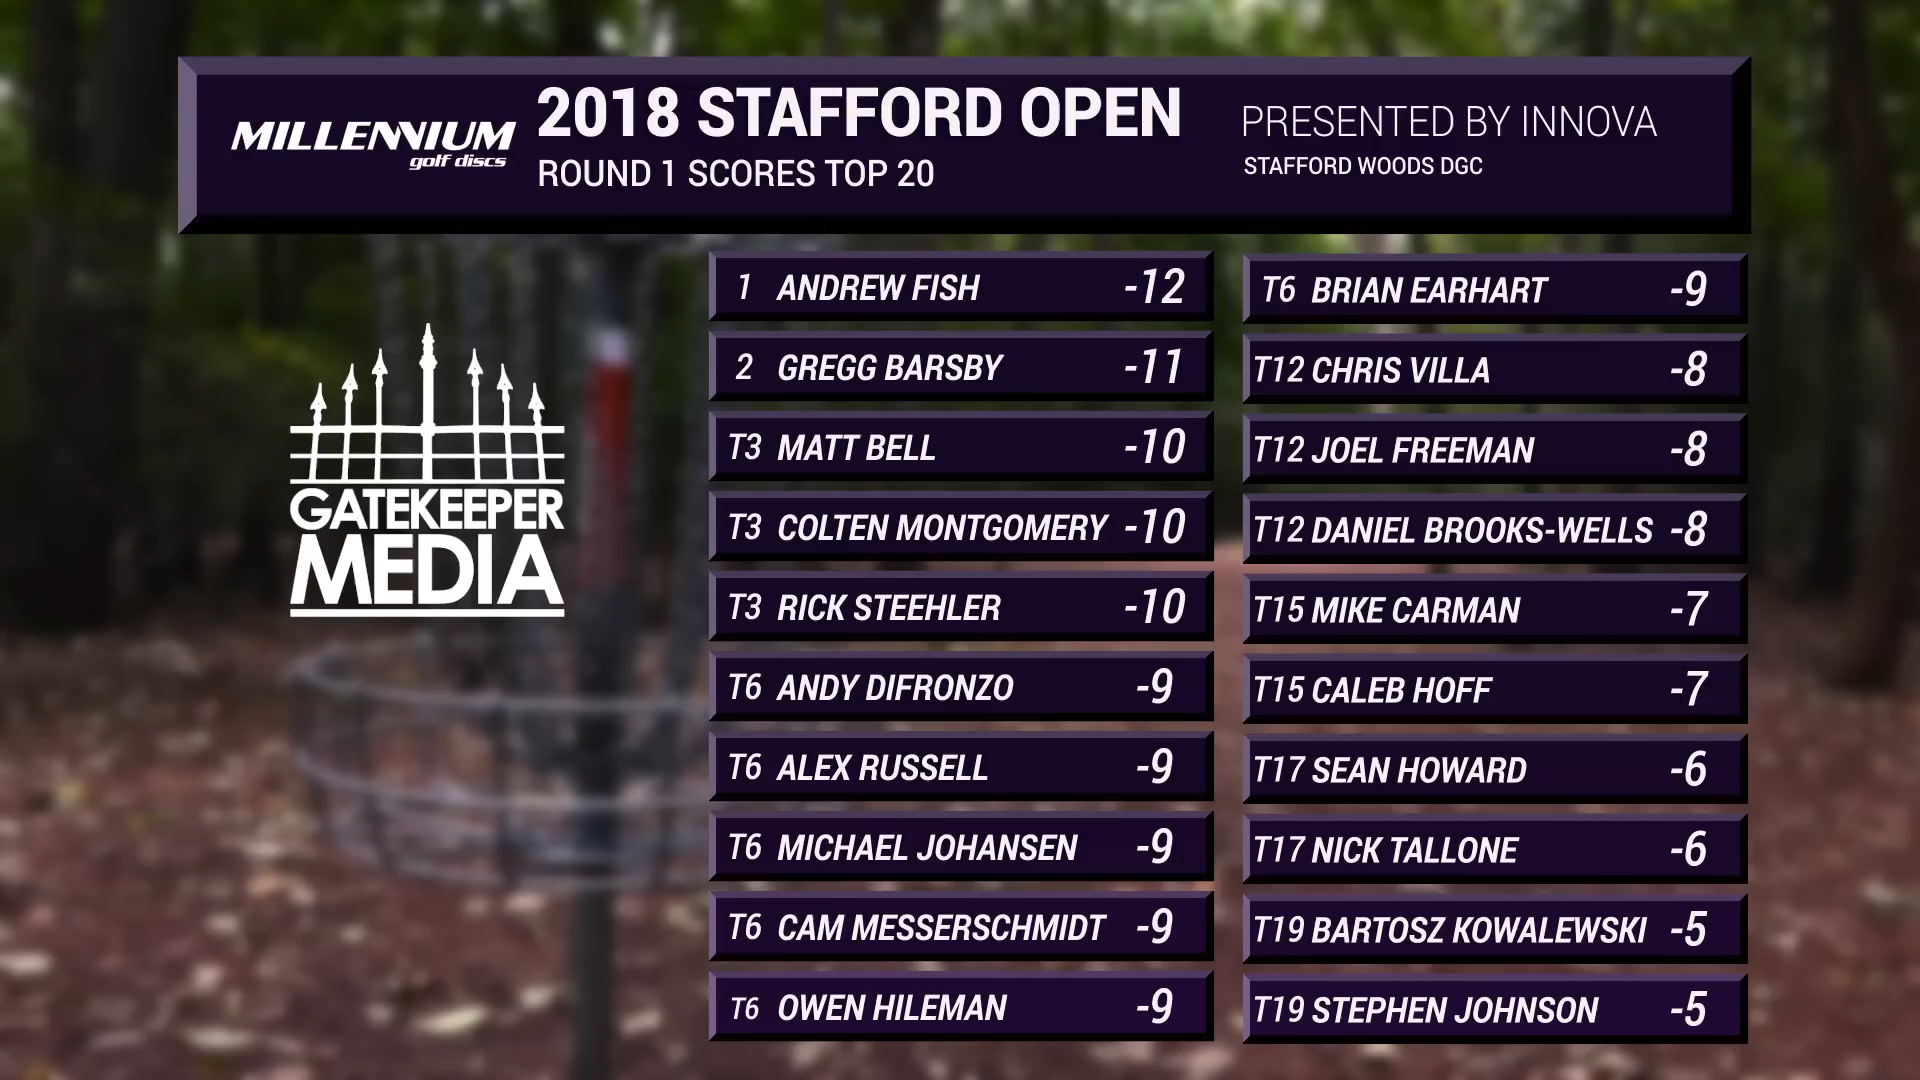 MILLENNIUM
golf discs
2018 STAFFORD OPEN
ROUND 1 SCORES TOP 20
PRESENTED BY INNOVA
STAFFORD WOODS DGC
GATEKEEPER
MEDIA
1 ANDREW FISH -12
2 GREGG BARSBY -11
T3 MATT BELL -10
T3 COLTEN MONTGOMERY -10
T3 RICK STEEHLER -10
T6 ANDY DIFRONZO -9
T6 ALEX RUSSELL -9
T6 MICHAEL JOHANSEN -9
T6 CAM MESSERSCHMIDT -9
T6 OWEN HILEMAN -9
T6 BRIAN EARHART -9
T12 CHRIS VILLA -8
T12 JOEL FREEMAN -8
T12 DANIEL BROOKS-WELLS -8
T15 MIKE CARMAN -7
T15 CALEB HOFF -7
T17 SEAN HOWARD -6
T17 NICK TALLONE -6
T19 BARTOSZ KOWALEWSKI -5
T19 STEPHEN JOHNSON -5